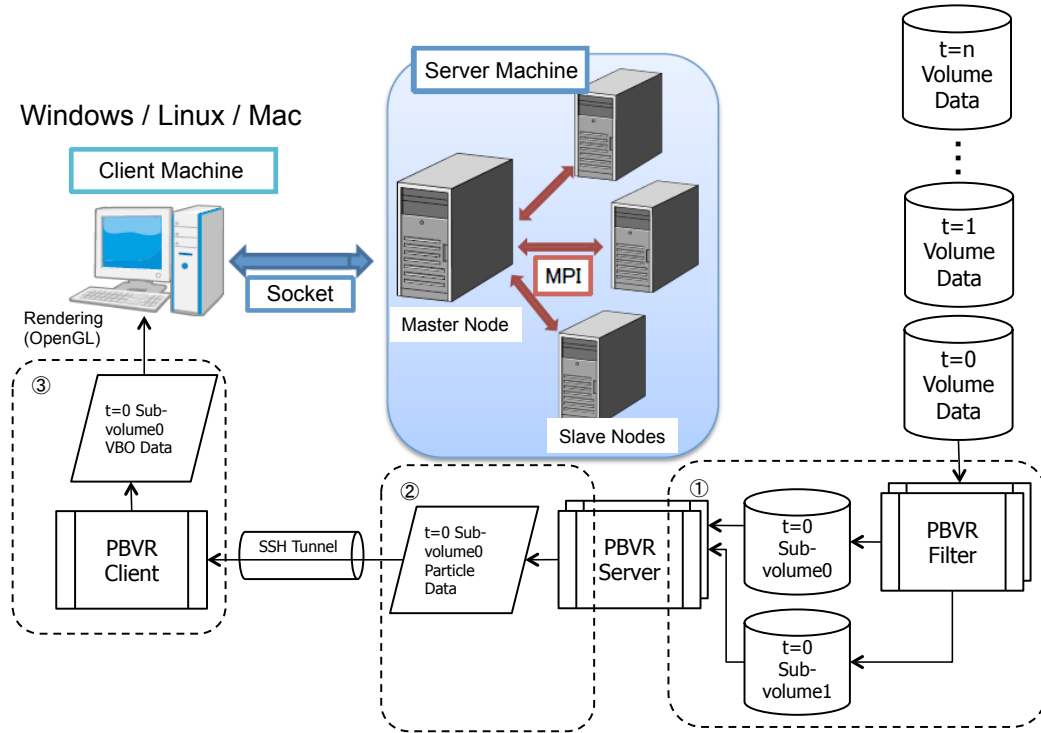 Server Machine
Windows / Linux / Mac
Client Machine
Socket
MPI
Master Node
Slave Nodes
Rendering
(OpenGL)
t=n
Volume
Data
t=1
Volume
Data
t=0
Volume
Data
③
t=0 Sub-
volume0
VBO Data
PBVR
Client
SSH Tunnel
②
t=0 Sub-
volume0
Particle
Data
PBVR
Server
①
t=0
Sub-
volume0
PBVR
Filter
t=0
Sub-
volume1